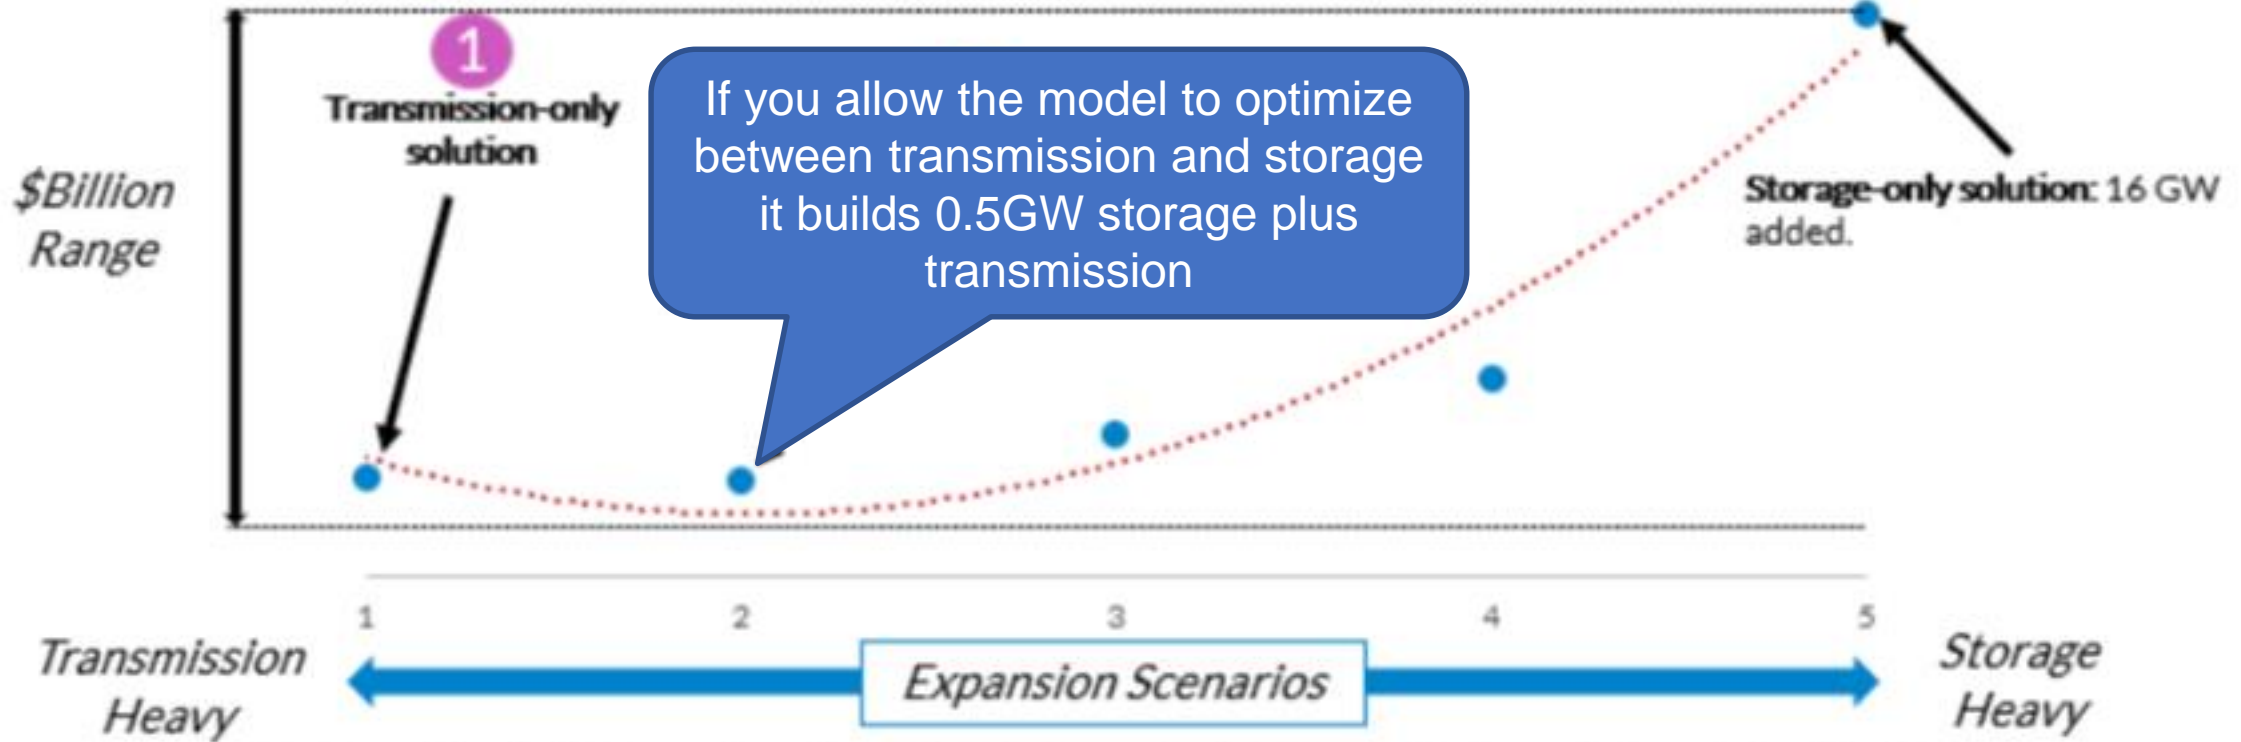 1
Transmission-only
solution
If you allow the model to optimize
between transmission and storage
it builds 0.5GW storage plus
transmission
$Billion
Range
Storage-only solution: 16 GW
added.
1
2
3
4
5
Transmission
Heavy
Expansion Scenarios
Storage
Heavy